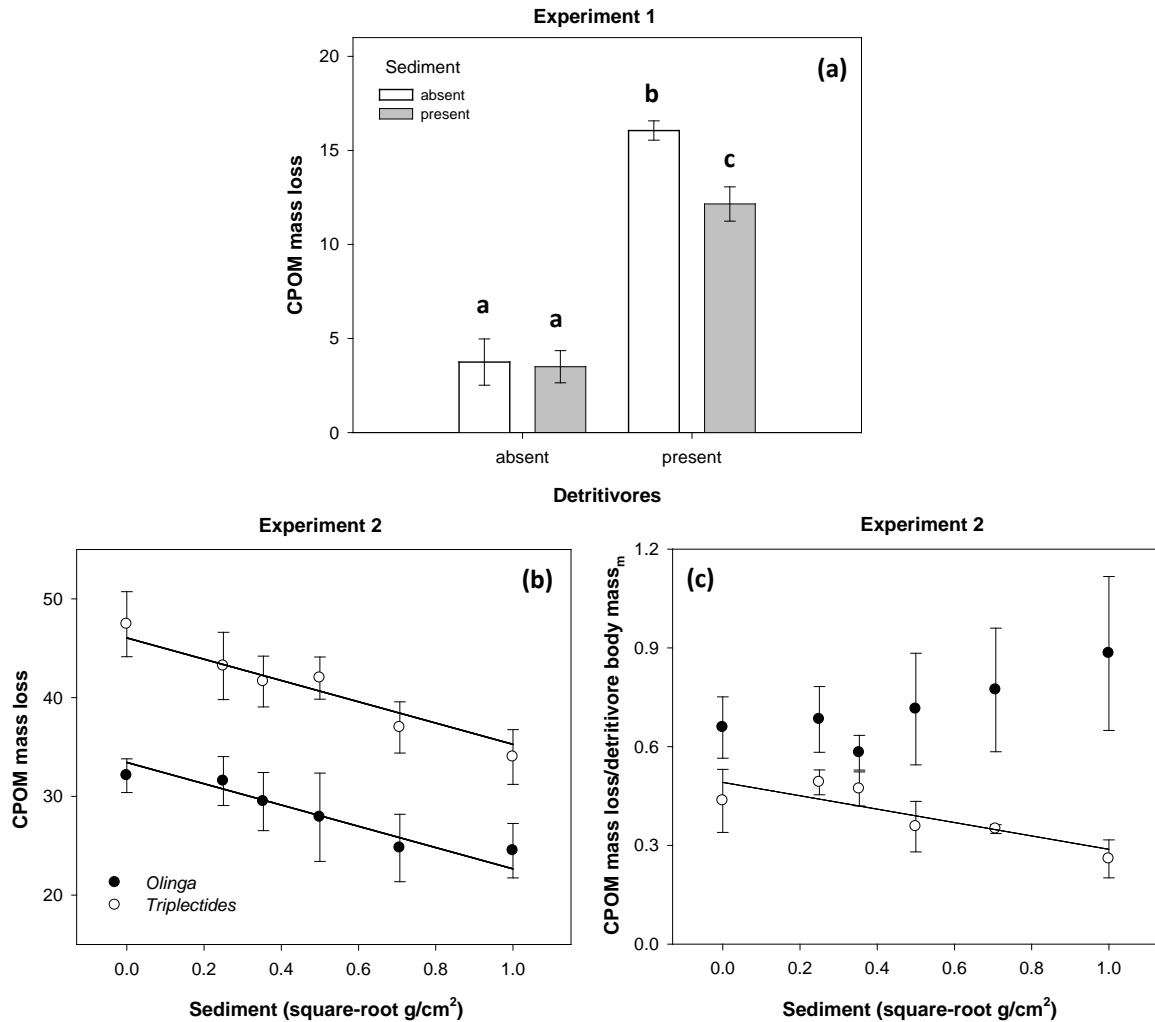 Experiment 1
(a)
Sediment
absent
present
20
15
10
5
0
CPOM mass loss
a
a
b
c
absent
present
Detritivores
Experiment 2
(b)
50
40
30
20
CPOM mass loss
Olinga
Triplectides
0.0
0.2
0.4
0.6
0.8
1.0
Sediment (square-root g/cm²)
Experiment 2
(c)
1.2
0.9
0.6
0.3
0.0
CPOM mass loss/detritivore body massₘ
0.0
0.2
0.4
0.6
0.8
1.0
Sediment (square-root g/cm²)